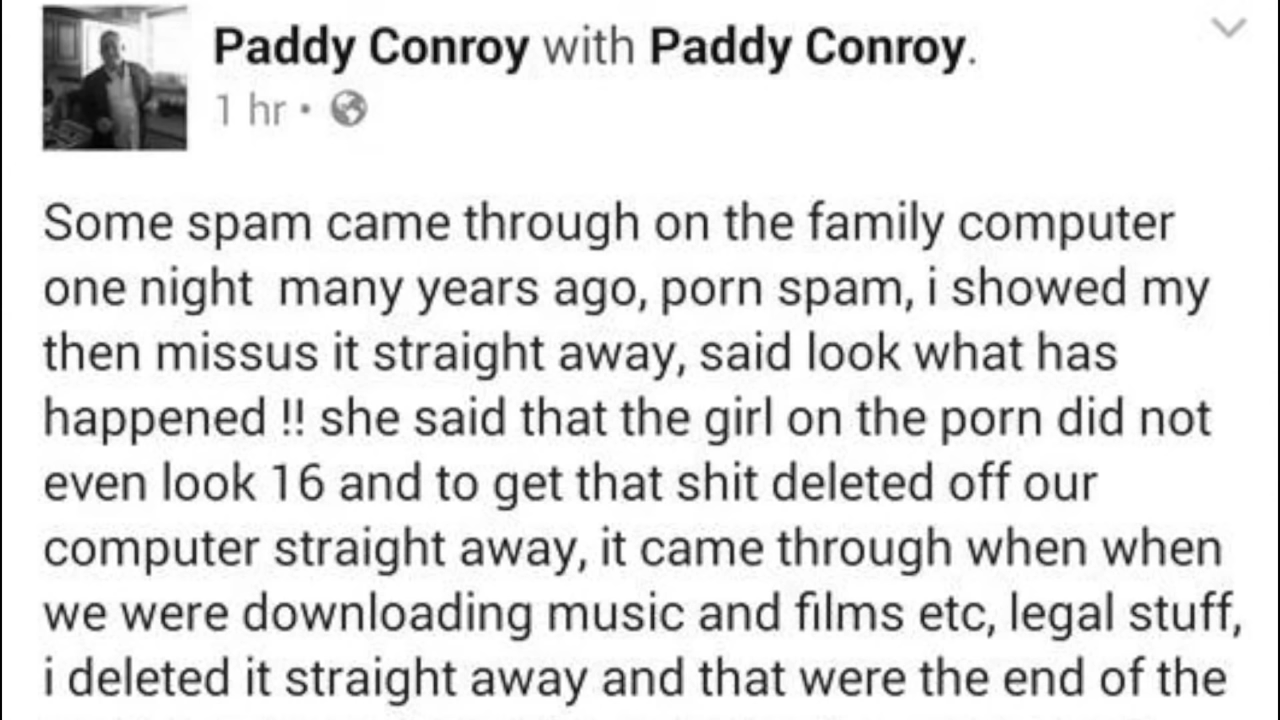 Paddy Conroy with Paddy Conroy.
1 hr •
Some spam came through on the family computer
one night  many years ago, porn spam, i showed my
then missus it straight away, said look what has
happened !! she said that the girl on the porn did not
even look 16 and to get that shit deleted off our
computer straight away, it came through when when
we were downloading music and films etc, legal stuff,
i deleted it straight away and that were the end of the